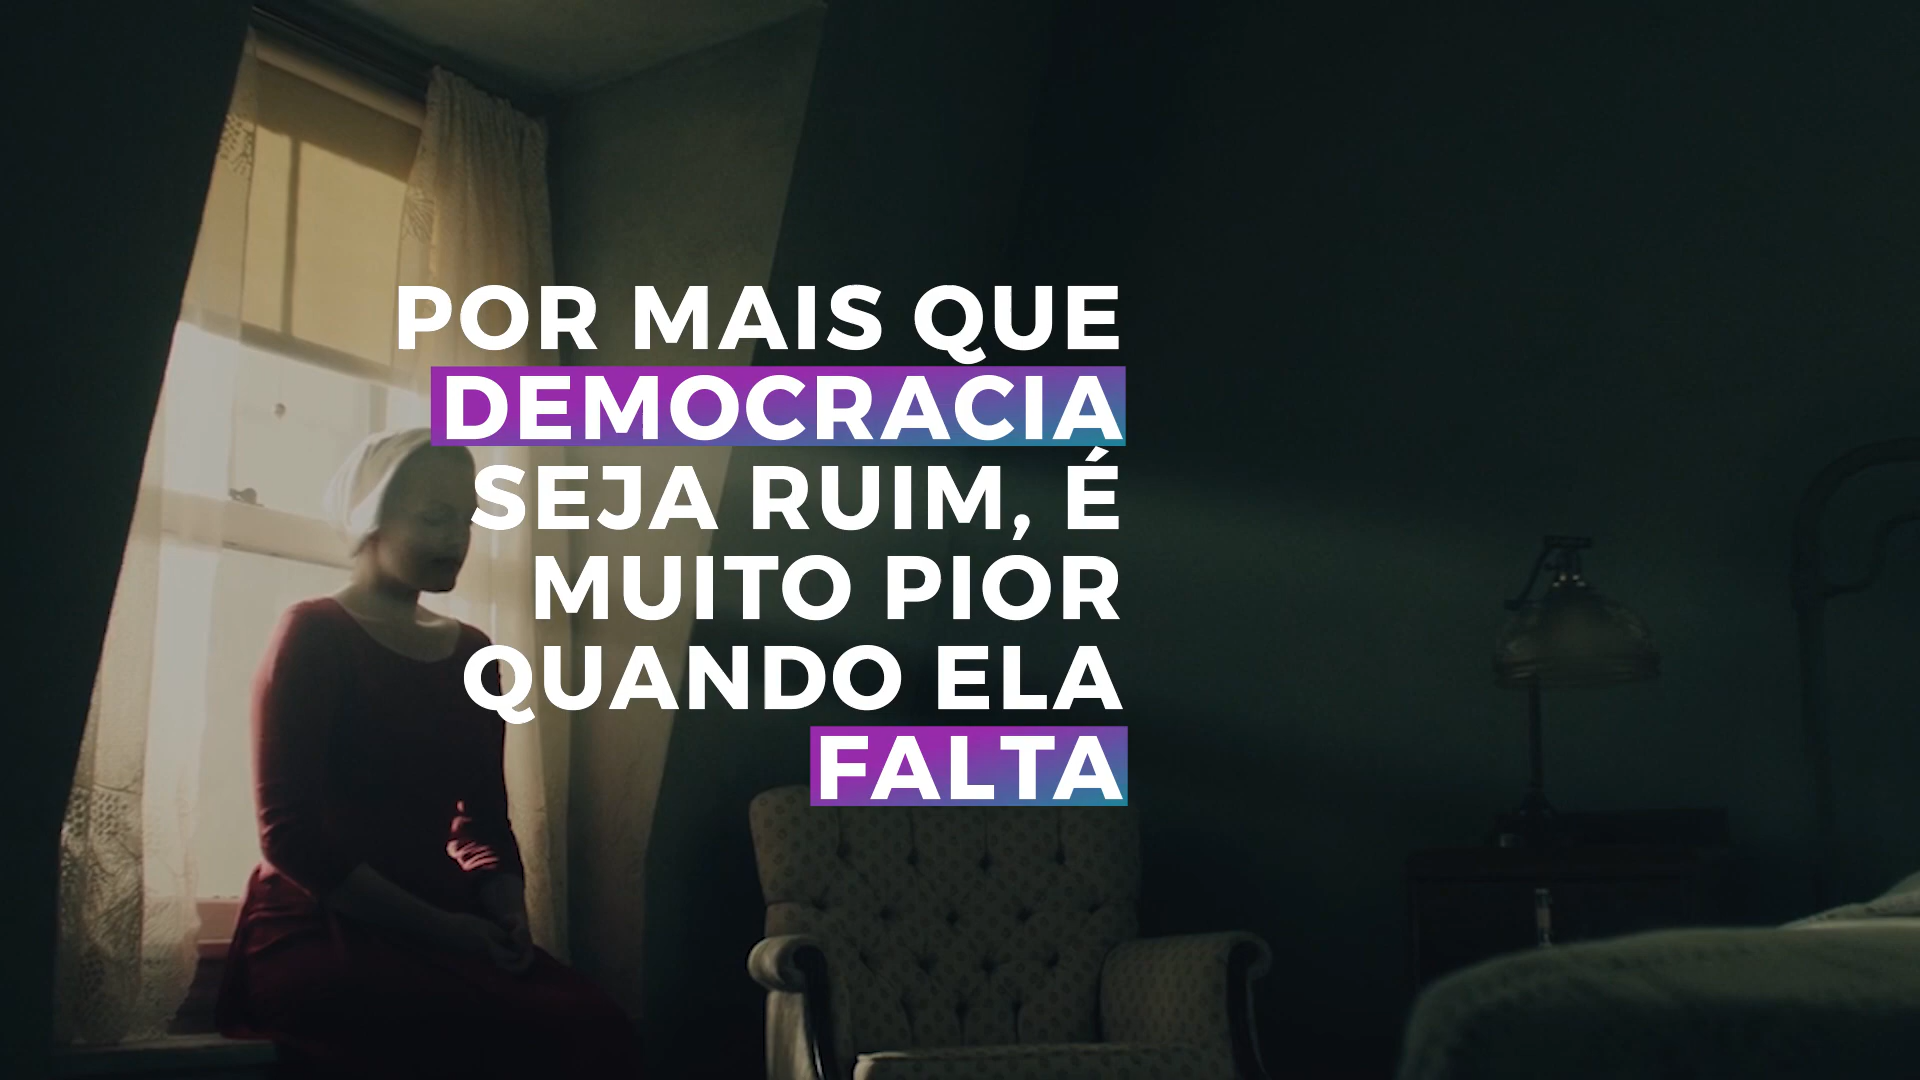 POR MAIS QUE
DEMOCRACIA
SEJA RUIM, É
MUITO PIOR
QUANDO ELA
FALTA